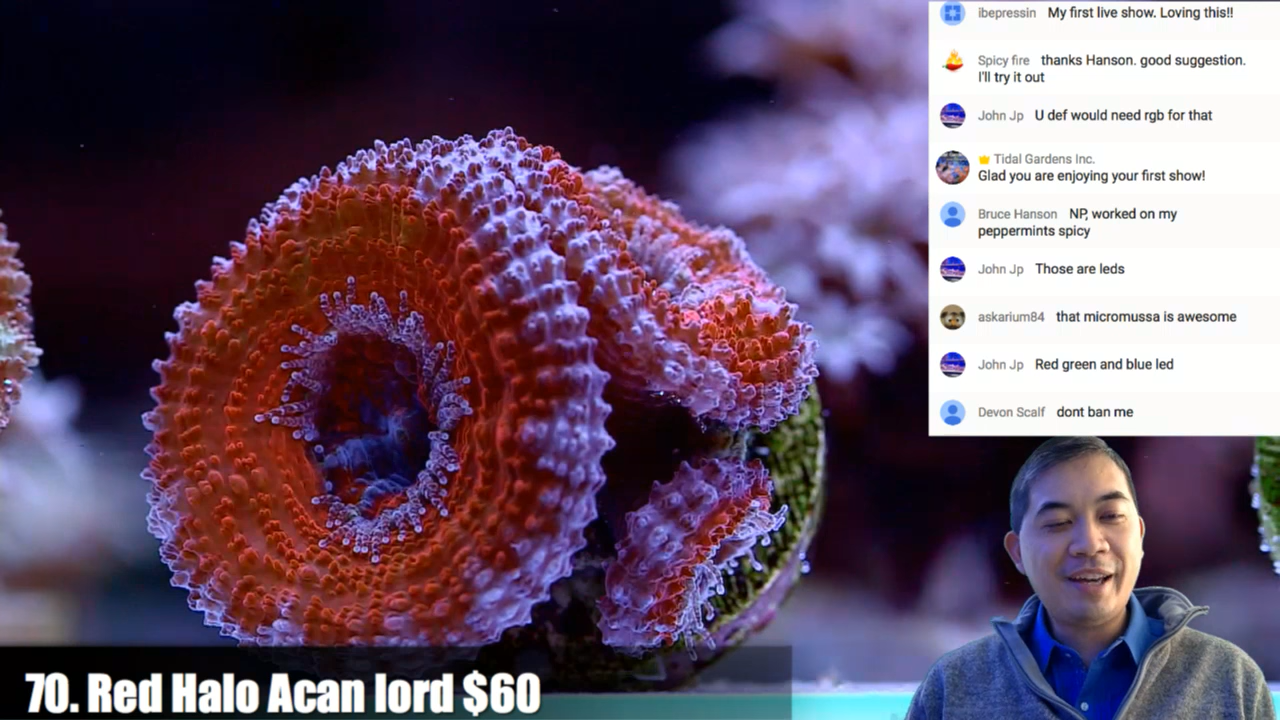 ibepressin My first live show. Loving this!!
Spicy fire thanks Hanson. good suggestion.
I'll try it out
John Jp U def would need rgb for that
Tidal Gardens Inc.
Glad you are enjoying your first show!
Bruce Hanson NP, worked on my
peppermints spicy
John Jp Those are leds
askarium84 that micromussa is awesome
John Jp Red green and blue led
Devon Scalf dont ban me
70. Red Halo Acan lord $60